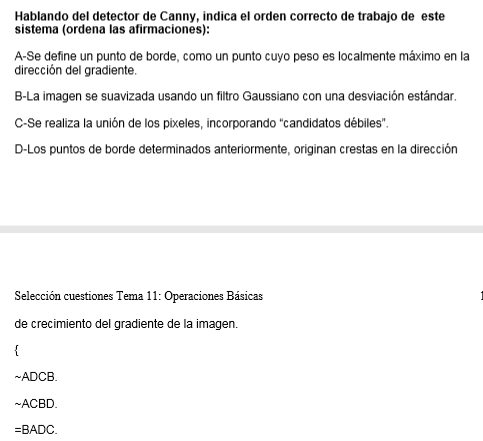 Hablando del detector de Canny, indica el orden correcto de trabajo de este
sistema (ordena las afirmaciones):
A-Se define un punto de borde, como un punto cuyo peso es localmente máximo en la
dirección del gradiente.
B-La imagen se suavizada usando un filtro Gaussiano con una desviación estándar.
C-Se realiza la unión de los pixeles, incorporando “candidatos débiles”.
D-Los puntos de borde determinados anteriormente, originan crestas en la dirección
Selección cuestiones Tema 11: Operaciones Básicas 1
de crecimiento del gradiente de la imagen.
{
~ADCB.
~ACBD.
=BADC.